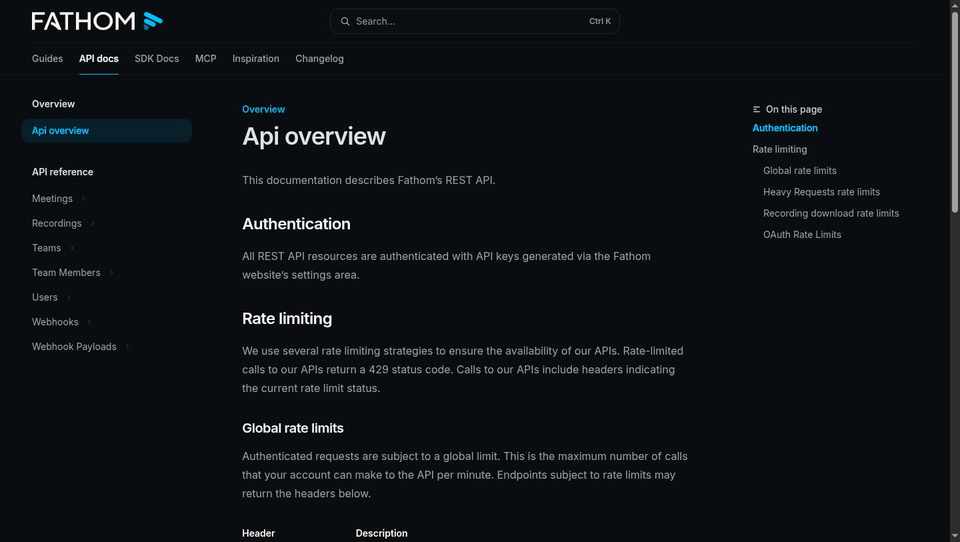 FATHOM
Search...
Ctrl K
Guides
API docs
SDK Docs
MCP
Inspiration
Changelog
Overview
Api overview
API reference
Meetings
Recordings
Teams
Team Members
Users
Webhooks
Webhook Payloads
Overview
Api overview
This documentation describes Fathom’s REST API.
Authentication
All REST API resources are authenticated with API keys generated via the Fathom
website’s settings area.
Rate limiting
We use several rate limiting strategies to ensure the availability of our APIs. Rate-limited
calls to our APIs return a 429 status code. Calls to our APIs include headers indicating
the current rate limit status.
Global rate limits
Authenticated requests are subject to a global limit. This is the maximum number of calls
that your account can make to the API per minute. Endpoints subject to rate limits may
return the headers below.
Header Description
On this page
Authentication
Rate limiting
Global rate limits
Heavy Requests rate limits
Recording download rate limits
OAuth Rate Limits